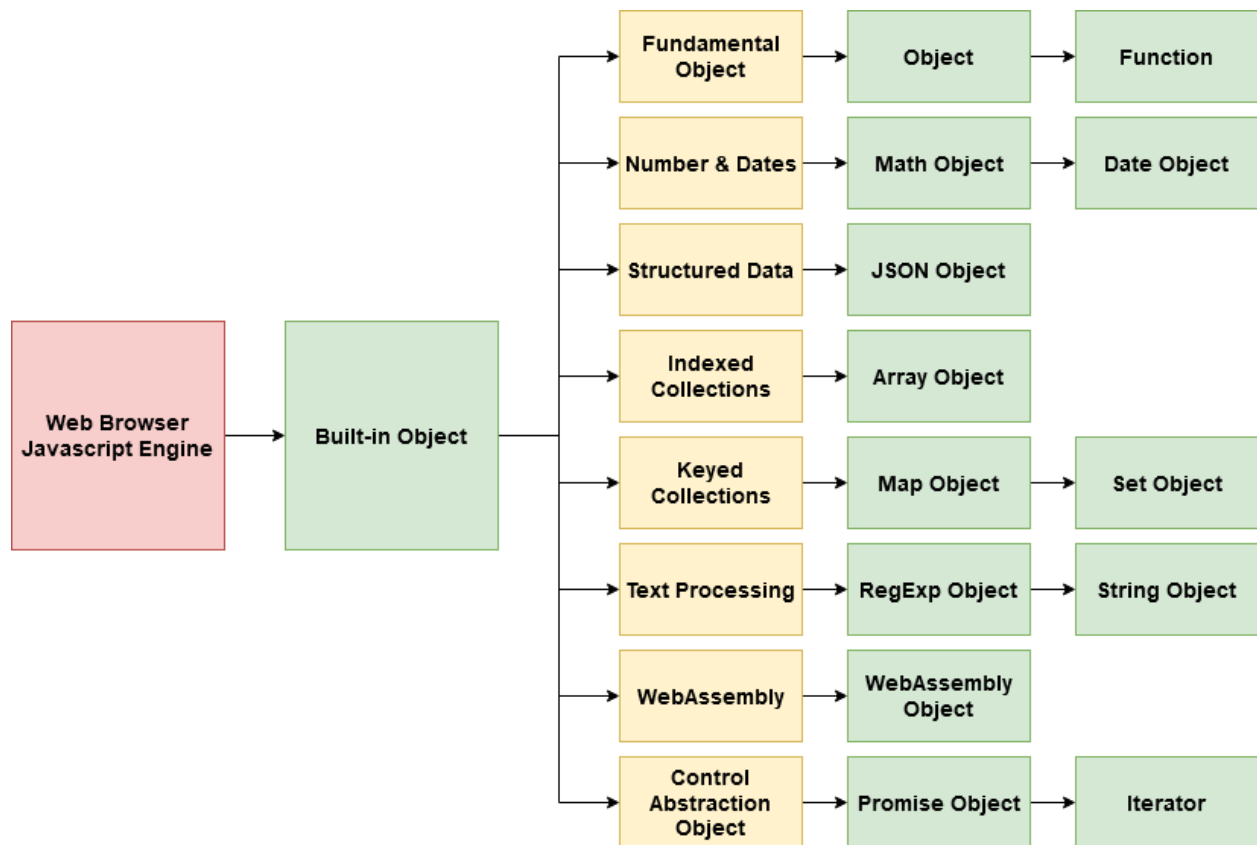 Fundamental
Object
Object
Function
Number & Dates
Math Object
Date Object
Structured Data
JSON Object
Indexed
Collections
Array Object
Web Browser
Javascript Engine
Built-in Object
Keyed
Collections
Map Object
Set Object
Text Processing
RegExp Object
String Object
WebAssembly
WebAssembly
Object
Control
Abstraction
Object
Promise Object
Iterator